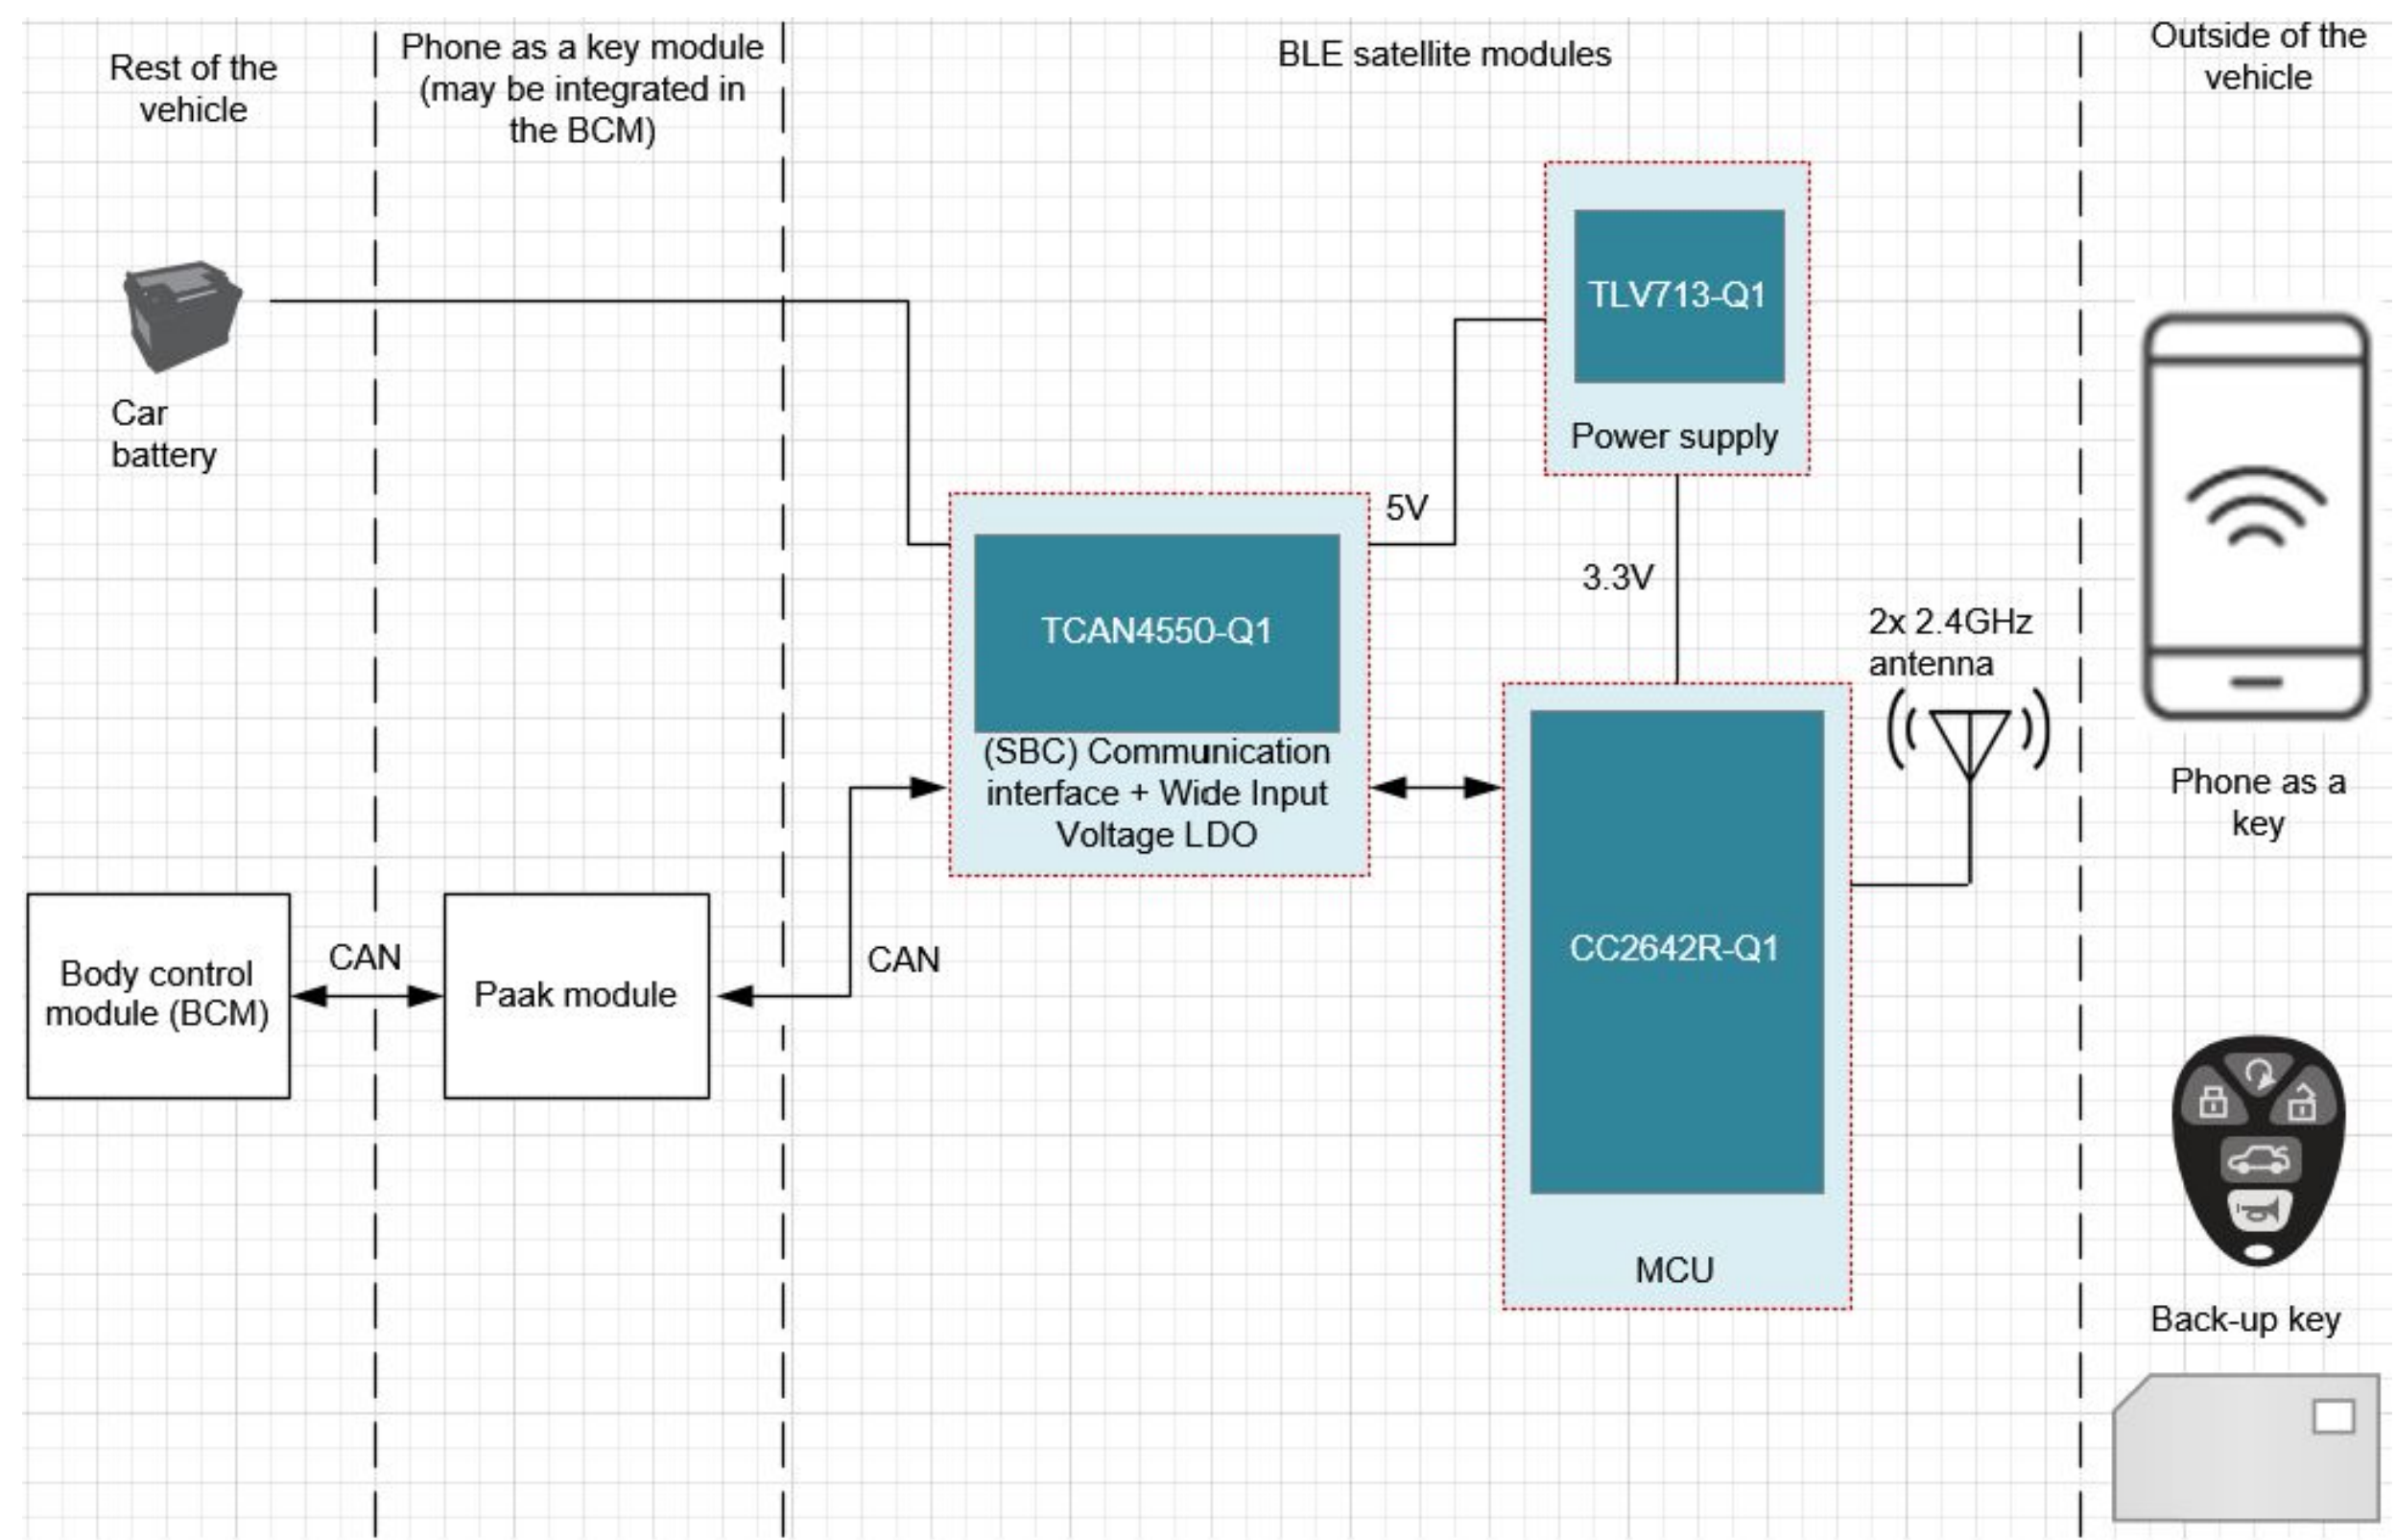 Rest of the
vehicle
Phone as a key module
(may be integrated in
the BCM)
BLE satellite modules
Outside of the
vehicle
Car
battery
TLV713-Q1
Power supply
5V
3.3V
TCAN4550-Q1
(SBC) Communication
interface + Wide Input
Voltage LDO
2x 2.4GHz
antenna
Phone as a
key
Body control
module (BCM)
CAN
Paak module
CAN
CC2642R-Q1
MCU
Back-up key